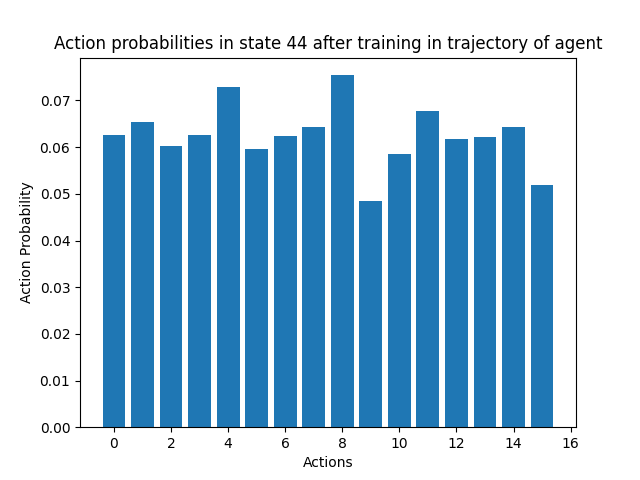 Action probabilities in state 44 after training in trajectory of agent
0.07
0.06
0.05
0.04
0.03
0.02
0.01
0.00
Action Probability
0 2 4 6 8 10 12 14 16
Actions